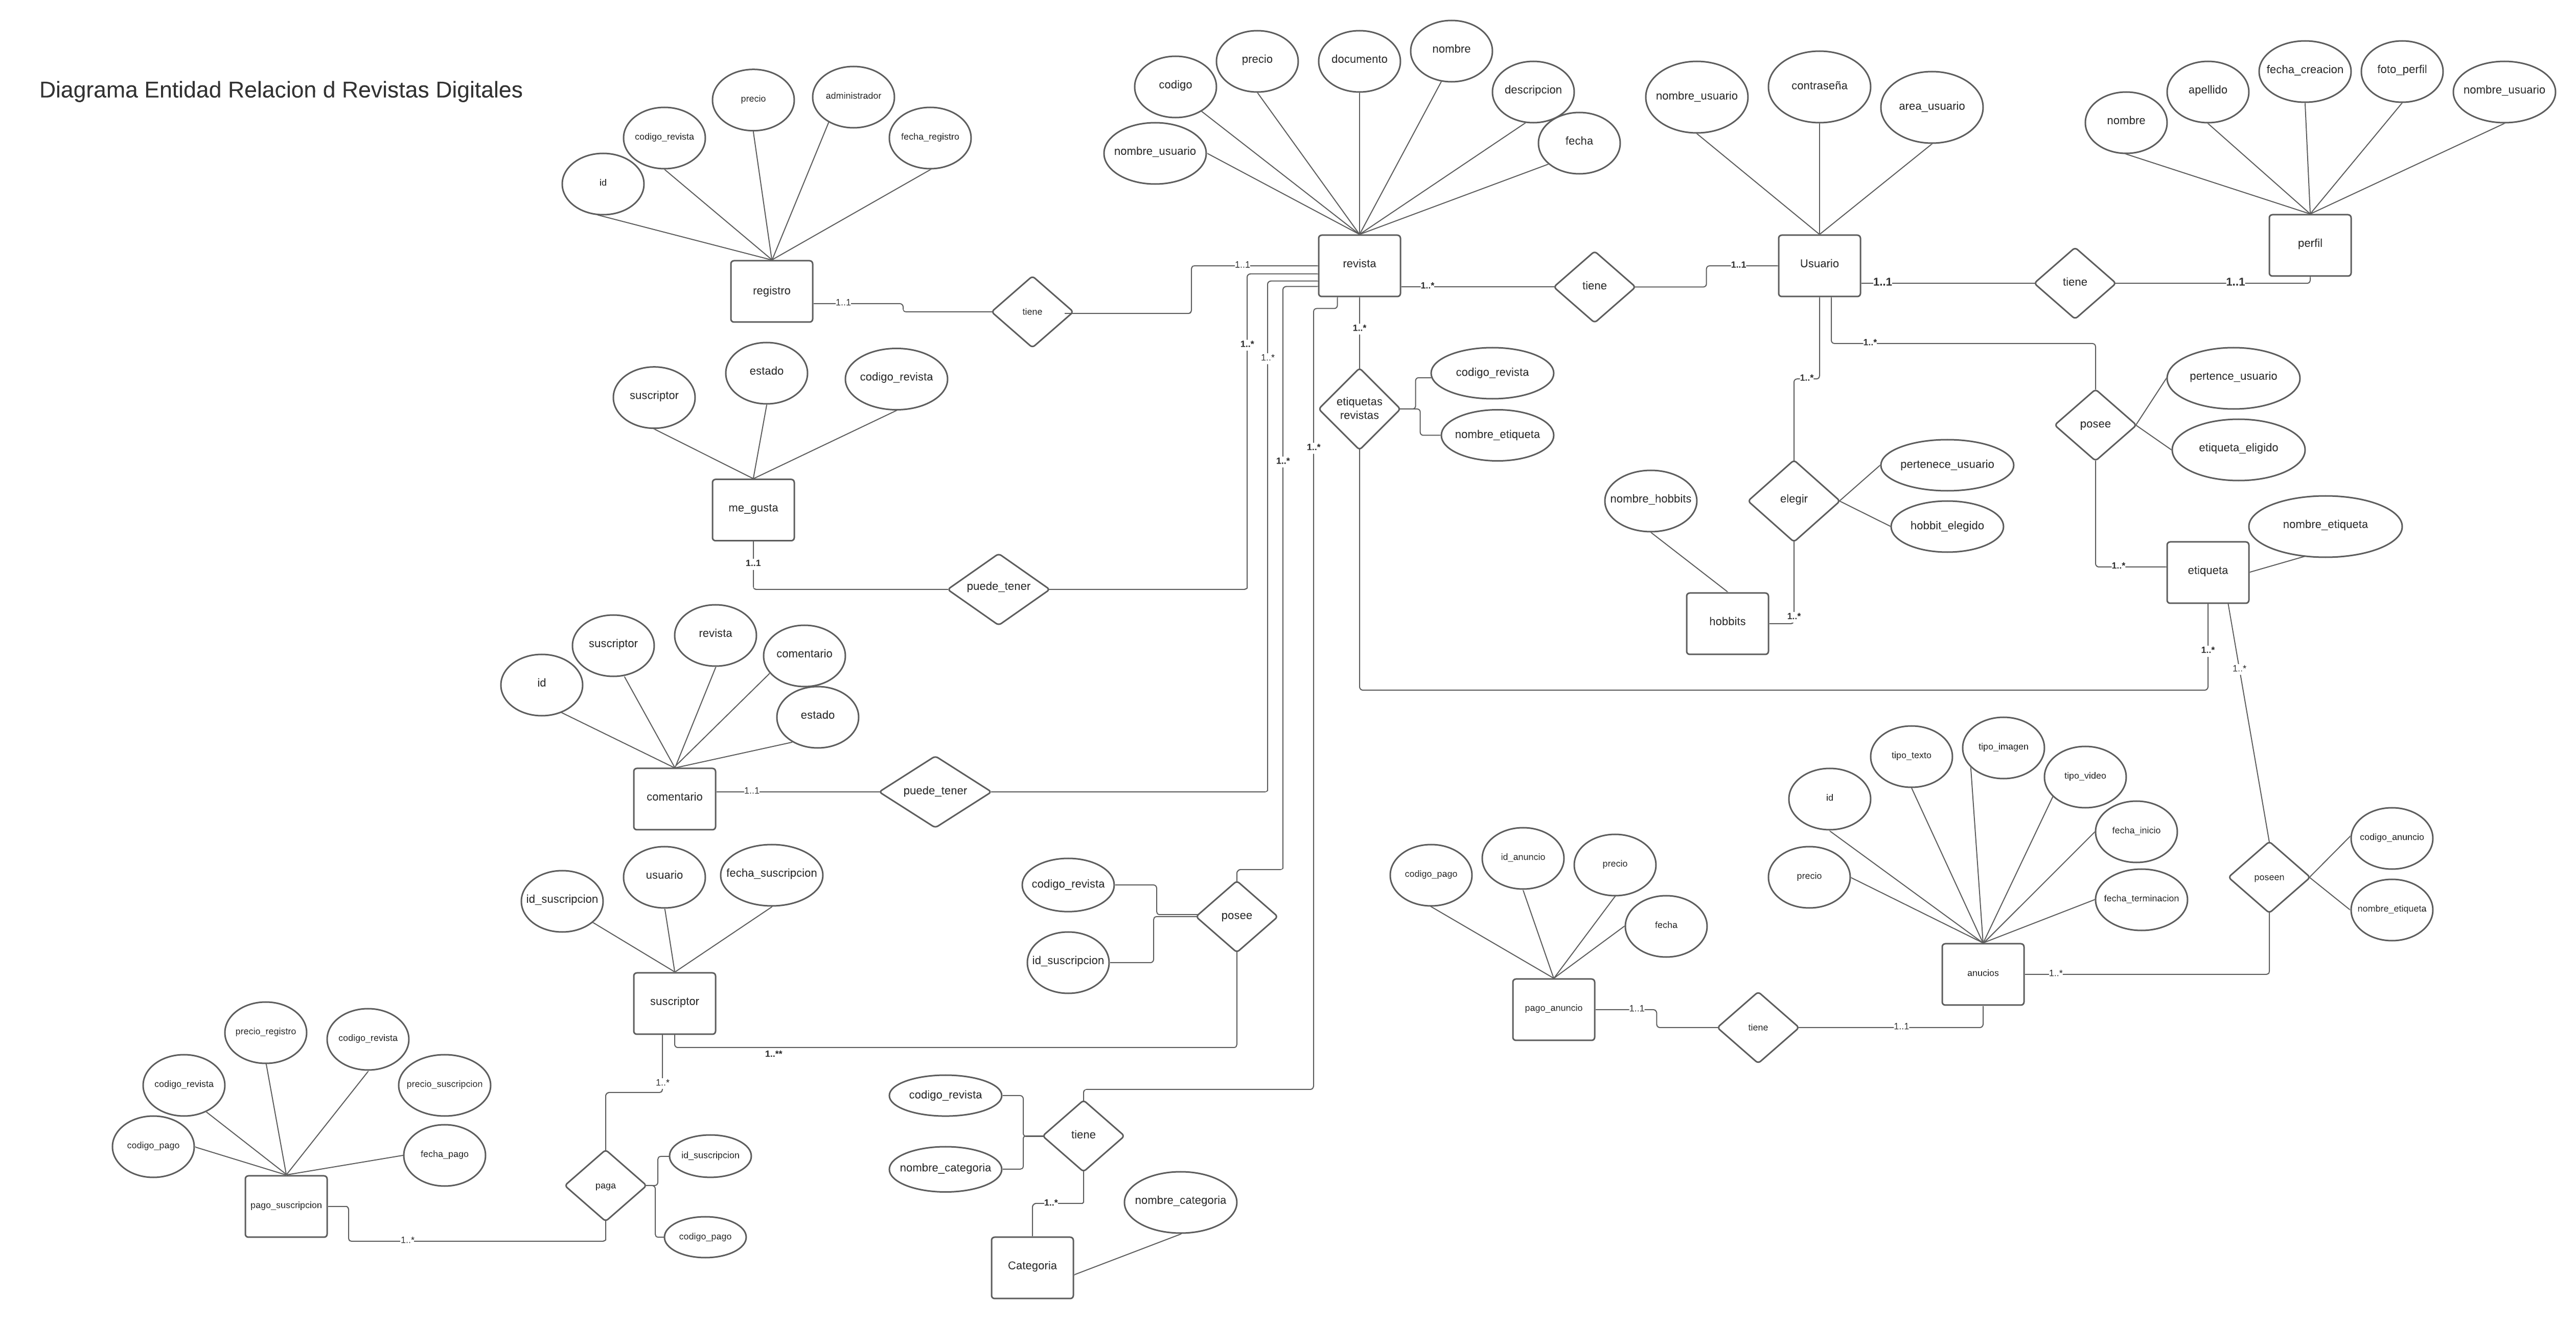 Diagrama Entidad Relacion d Revistas Digitales
id
codigo_revista
precio
administrador
fecha_registro
registro
1..1
tiene
1..1
nombre_usuario
codigo
precio
documento
nombre
descripcion
fecha
revista
1..*
tiene
1..1
nombre_usuario
contraseña
area_usuario
Usuario
1..1
tiene
1..1
nombre
apellido
fecha_creacion
foto_perfil
nombre_usuario
perfil
suscriptor
estado
codigo_revista
me_gusta
1..1
puede_tener
1..*
1..*
1..*
etiquetas
revistas
codigo_revista
nombre_etiqueta
1..*
1..*
1..*
elegir
pertenece_usuario
hobbit_elegido
nombre_hobbits
hobbits
1..*
1..*
posee
pertence_usuario
etiqueta_eligido
1..*
etiqueta
nombre_etiqueta
1..*
1..*
id
suscriptor
revista
comentario
estado
comentario
1..1
puede_tener
id_suscripcion
usuario
fecha_suscripcion
suscriptor
1..**
codigo_revista
id_suscripcion
posee
1..*
codigo_pago
codigo_revista
precio_registro
codigo_revista
precio_suscripcion
fecha_pago
pago_suscripcion
1..*
paga
id_suscripcion
codigo_pago
codigo_revista
nombre_categoria
tiene
1..*
nombre_categoria
Categoria
codigo_pago
id_anuncio
precio
fecha
pago_anuncio
1..1
tiene
1..1
precio
id
tipo_texto
tipo_imagen
tipo_video
fecha_inicio
fecha_terminacion
anucios
1..*
poseen
codigo_anuncio
nombre_etiqueta